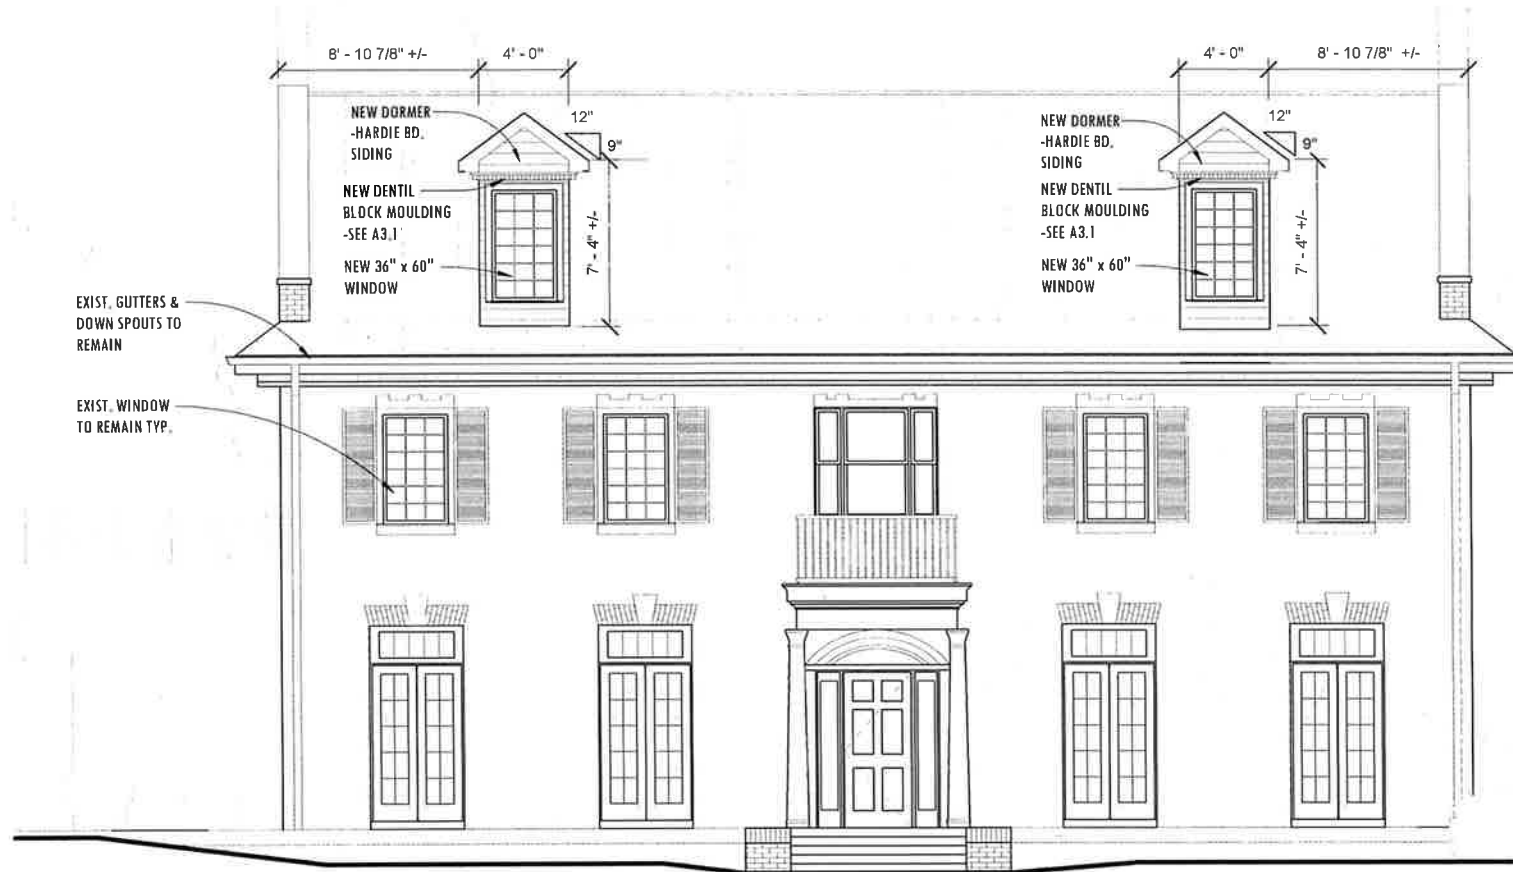 8' - 10 7/8" +/-
4' - 0"
4' - 0"
8' - 10 7/8" +/-
NEW DORMER
-HARDIE BD.
SIDING
12"
9"
NEW DENTIL
BLOCK MOULDING
-SEE A3.1
NEW 36" x 60"
WINDOW
7' - 4" +/-
NEW DORMER
-HARDIE BD.
SIDING
12"
9"
NEW DENTIL
BLOCK MOULDING
-SEE A3.1
NEW 36" x 60"
WINDOW
7' - 4" +/-
EXIST. GUTTERS &
DOWN SPOUTS TO
REMAIN
EXIST. WINDOW
TO REMAIN TYP.